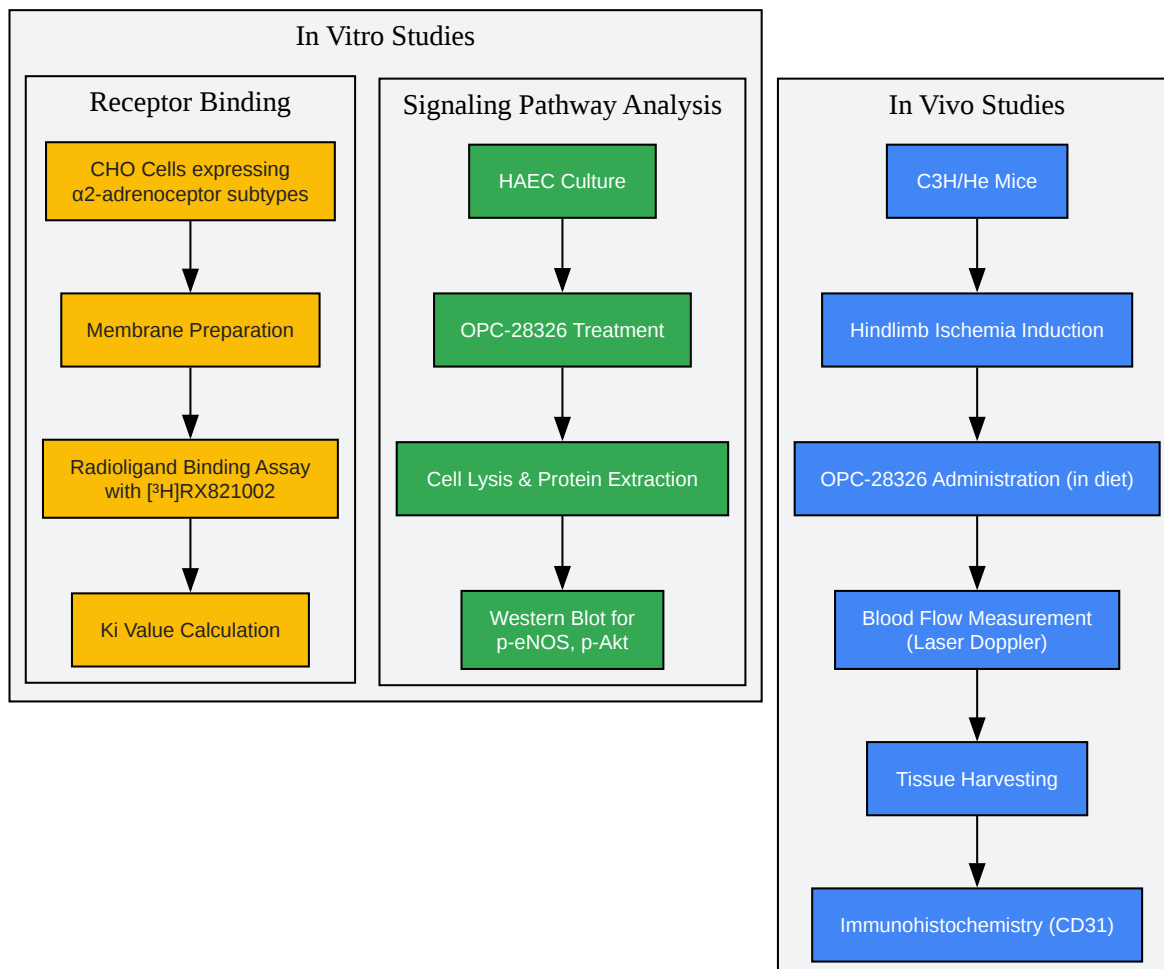 In Vitro Studies
Receptor Binding
CHO Cells expressing
α2-adrenoceptor subtypes
Membrane Preparation
Radioligand Binding Assay
with [³H]RX821002
Ki Value Calculation
Signaling Pathway Analysis
HAEC Culture
OPC-28326 Treatment
Cell Lysis & Protein Extraction
Western Blot for
p-eNOS, p-Akt
In Vivo Studies
C3H/He Mice
Hindlimb Ischemia Induction
OPC-28326 Administration (in diet)
Blood Flow Measurement
(Laser Doppler)
Tissue Harvesting
Immunohistochemistry (CD31)